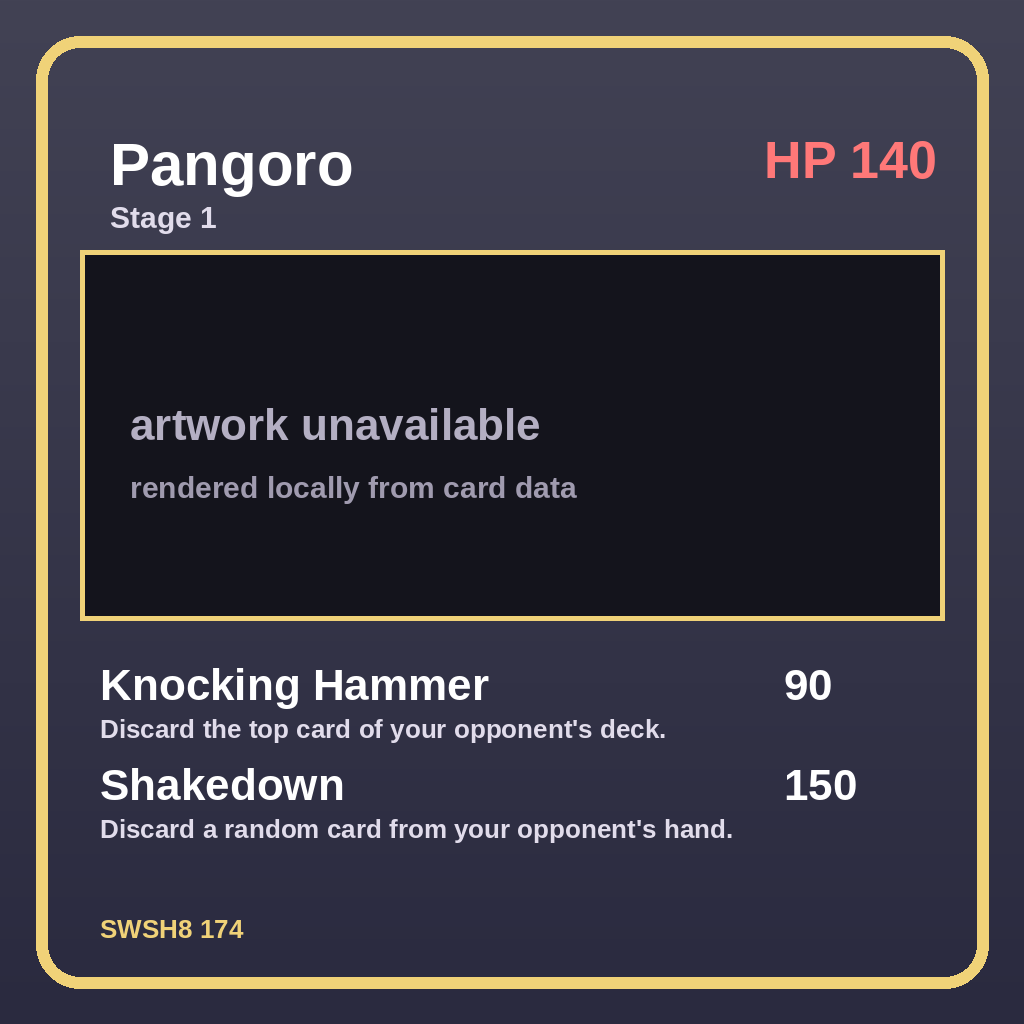 Pangoro
HP 140
Stage 1
artwork unavailable
rendered locally from card data
Knocking Hammer 90
Discard the top card of your opponent's deck.
Shakedown 150
Discard a random card from your opponent's hand.
SWSH8 174